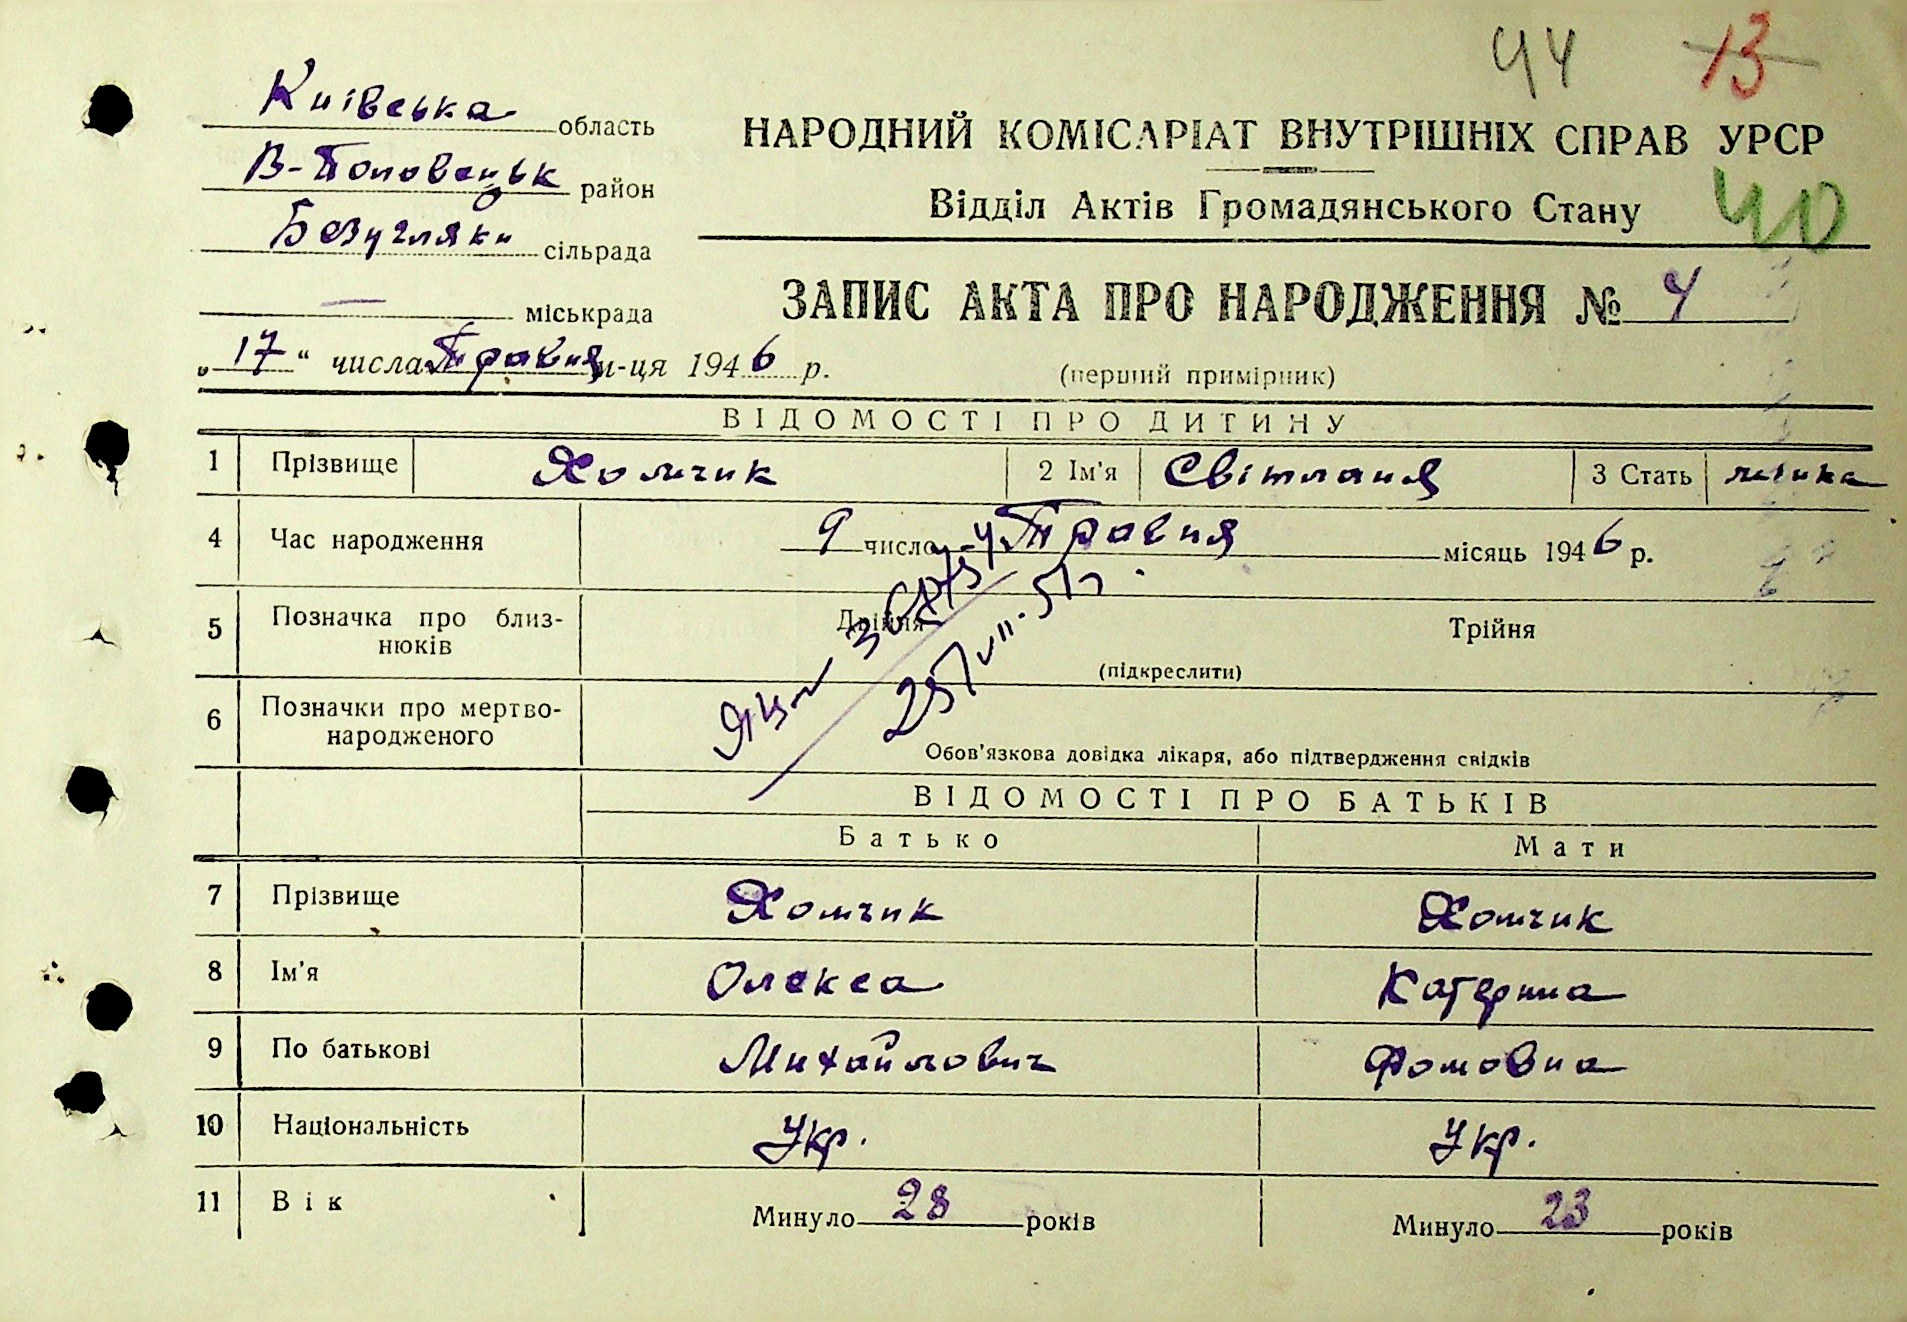 44 13
Київська область
НАРОДНИЙ КОМІСАРІАТ ВНУТРІШНІХ СПРАВ УРСР
В-Половецьк район
Відділ Актів Громадянського Стану 40
Безугляки сільрада
ЗАПИС АКТА ПРО НАРОДЖЕННЯ № 4
— міськрада
„17“ числа Травня м-ця 1946 р.
(перший примірник)
ВІДОМОСТІ ПРО ДИТИНУ
1 Прізвище Хомчик 2 Ім'я Світланя 3 Стать жінка
4 Час народження 9 число Травня місяць 1946 р.
5 Позначка про близнюків Двійня Трійня
(підкреслити)
6 Позначки про мертвонародженого
Обов'язкова довідка лікаря, або підтвердження свідків
ВІДОМОСТІ ПРО БАТЬКІВ
Батько Мати
7 Прізвище Хомчик Хомчик
8 Ім'я Олекса Катерина
9 По батькові Михайлович Фомовна
10 Національність Укр. Укр.
11 Вік Минуло 28 років Минуло 23 років